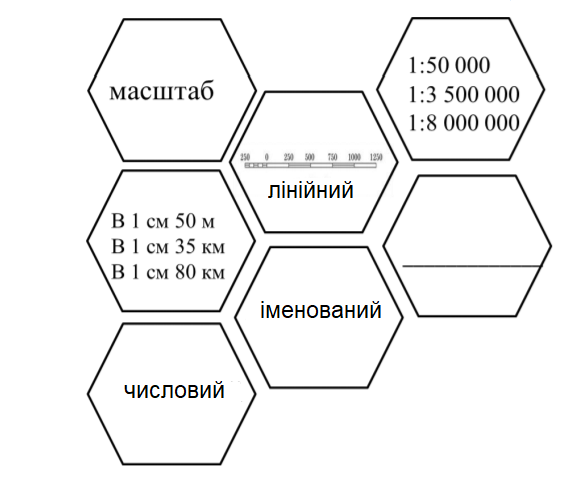 масштаб
1:50 000
1:3 500 000
1:8 000 000
250 0 250 500 750 1000 1250
лінійний
В 1 см 50 м
В 1 см 35 км
В 1 см 80 км
іменований
числовий